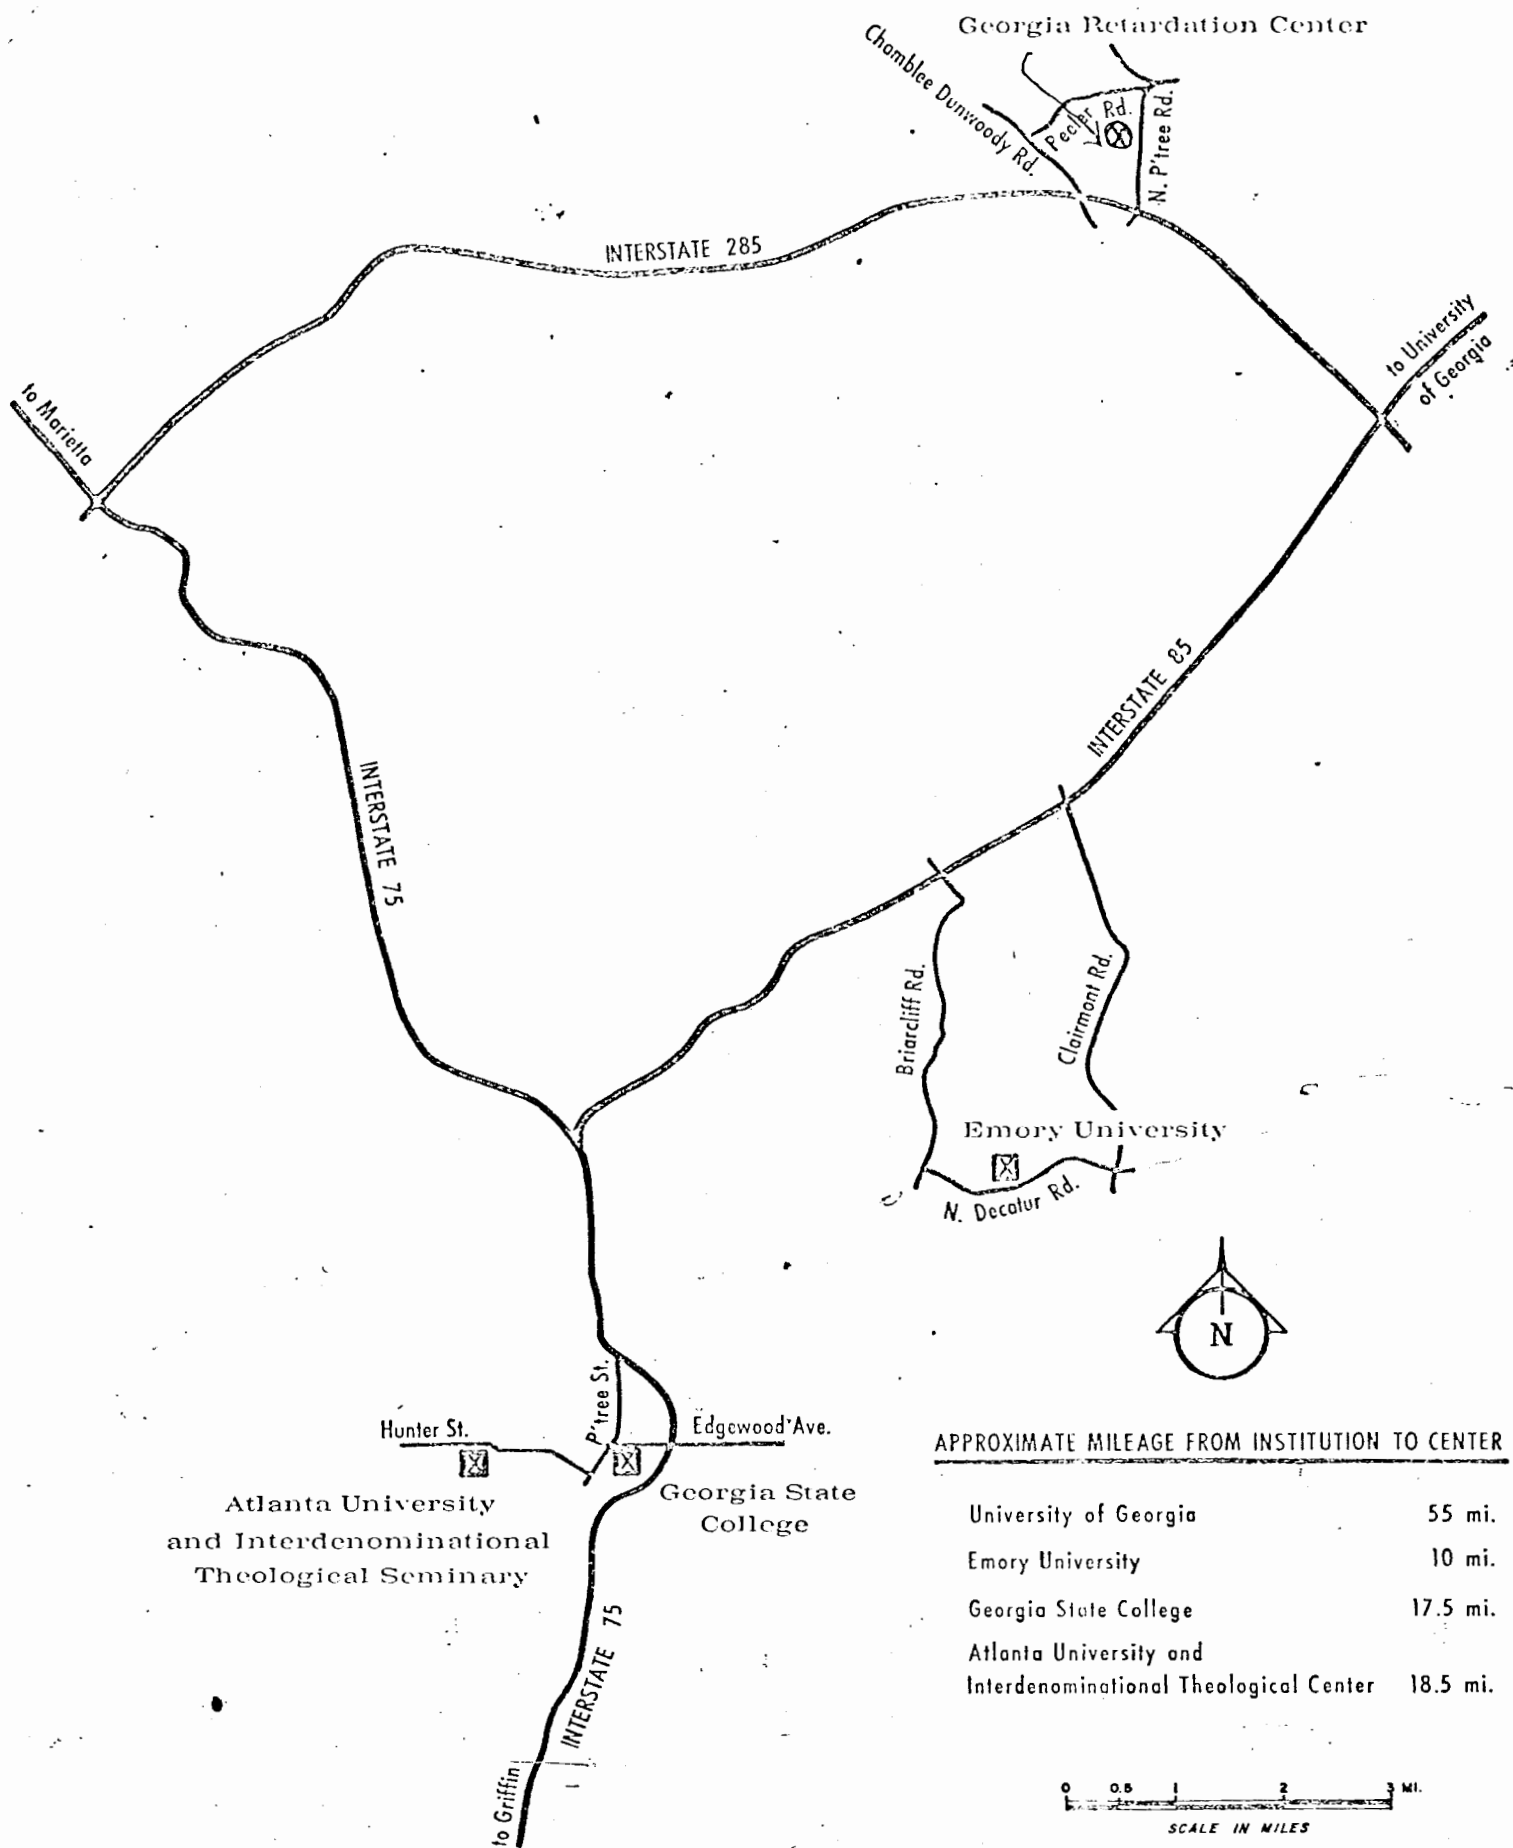 Georgia Retardation Center
Chamblee Dunwoody Rd.
Peeler Rd.
N. P'tree Rd.
INTERSTATE 285
to University
of Georgia
to Marietta
INTERSTATE 85
INTERSTATE 75
Briarcliff Rd.
Clairmont Rd.
Emory University
N. Decatur Rd.
N
P'tree St.
Hunter St.
Edgewood Ave.
Atlanta University
and Interdenominational
Theological Seminary
Georgia State
College
APPROXIMATE MILEAGE FROM INSTITUTION TO CENTER
University of Georgia 55 mi.
Emory University 10 mi.
Georgia State College 17.5 mi.
Atlanta University and
Interdenominational Theological Center 18.5 mi.
INTERSTATE 75
to Griffin
0 0.5 1 2 3 MI.
SCALE IN MILES